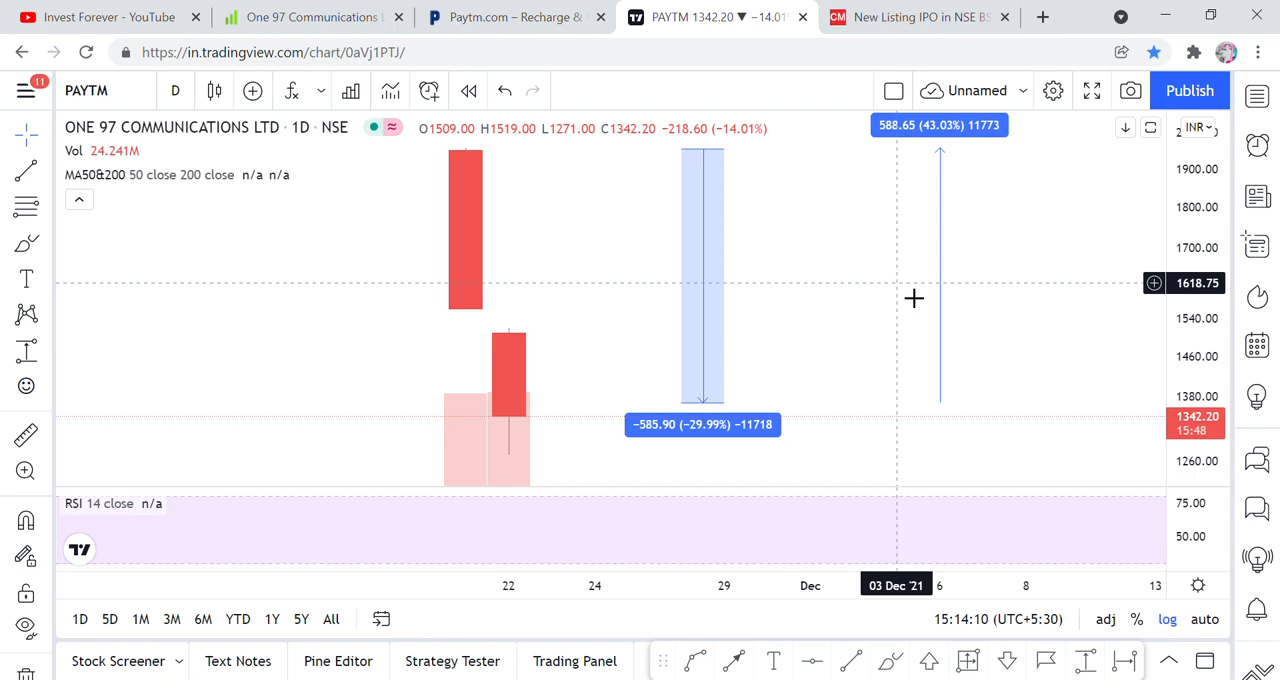 Invest Forever - YouTube
One 97 Communications L
Paytm.com – Recharge &
PAYTM 1342.20 ▼ −14.01%
CM New Listing IPO in NSE BS
https://in.tradingview.com/chart/0aVj1PTJ/
11
PAYTM
D
Unnamed
Publish
ONE 97 COMMUNICATIONS LTD · 1D · NSE
O1509.00 H1519.00 L1271.00 C1342.20 −218.60 (−14.01%)
588.65 (43.03%) 11773
INR
Vol 24.241M
MA50&200 50 close 200 close n/a n/a
1900.00
1800.00
1700.00
1618.75
1540.00
1460.00
1380.00
1342.20
15:48
−585.90 (−29.99%) −11718
1260.00
RSI 14 close n/a
75.00
50.00
22
24
29
Dec
03 Dec '21
6
8
13
1D 5D 1M 3M 6M YTD 1Y 5Y All
15:14:10 (UTC+5:30)
adj % log auto
Stock Screener
Text Notes
Pine Editor
Strategy Tester
Trading Panel